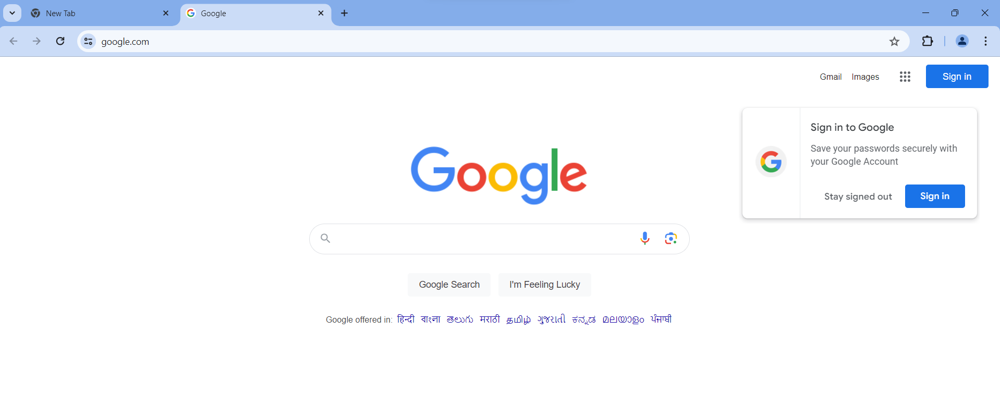 New Tab
Google
google.com
Gmail Images
Sign in
Sign in to Google
Save your passwords securely with
your Google Account
Stay signed out Sign in
Google
Google Search I'm Feeling Lucky
Google offered in: हिन्दी বাংলা తెలుగు मराठी தமிழ் ગુજરાતી ಕನ್ನಡ മലയാളം ਪੰਜਾਬੀ